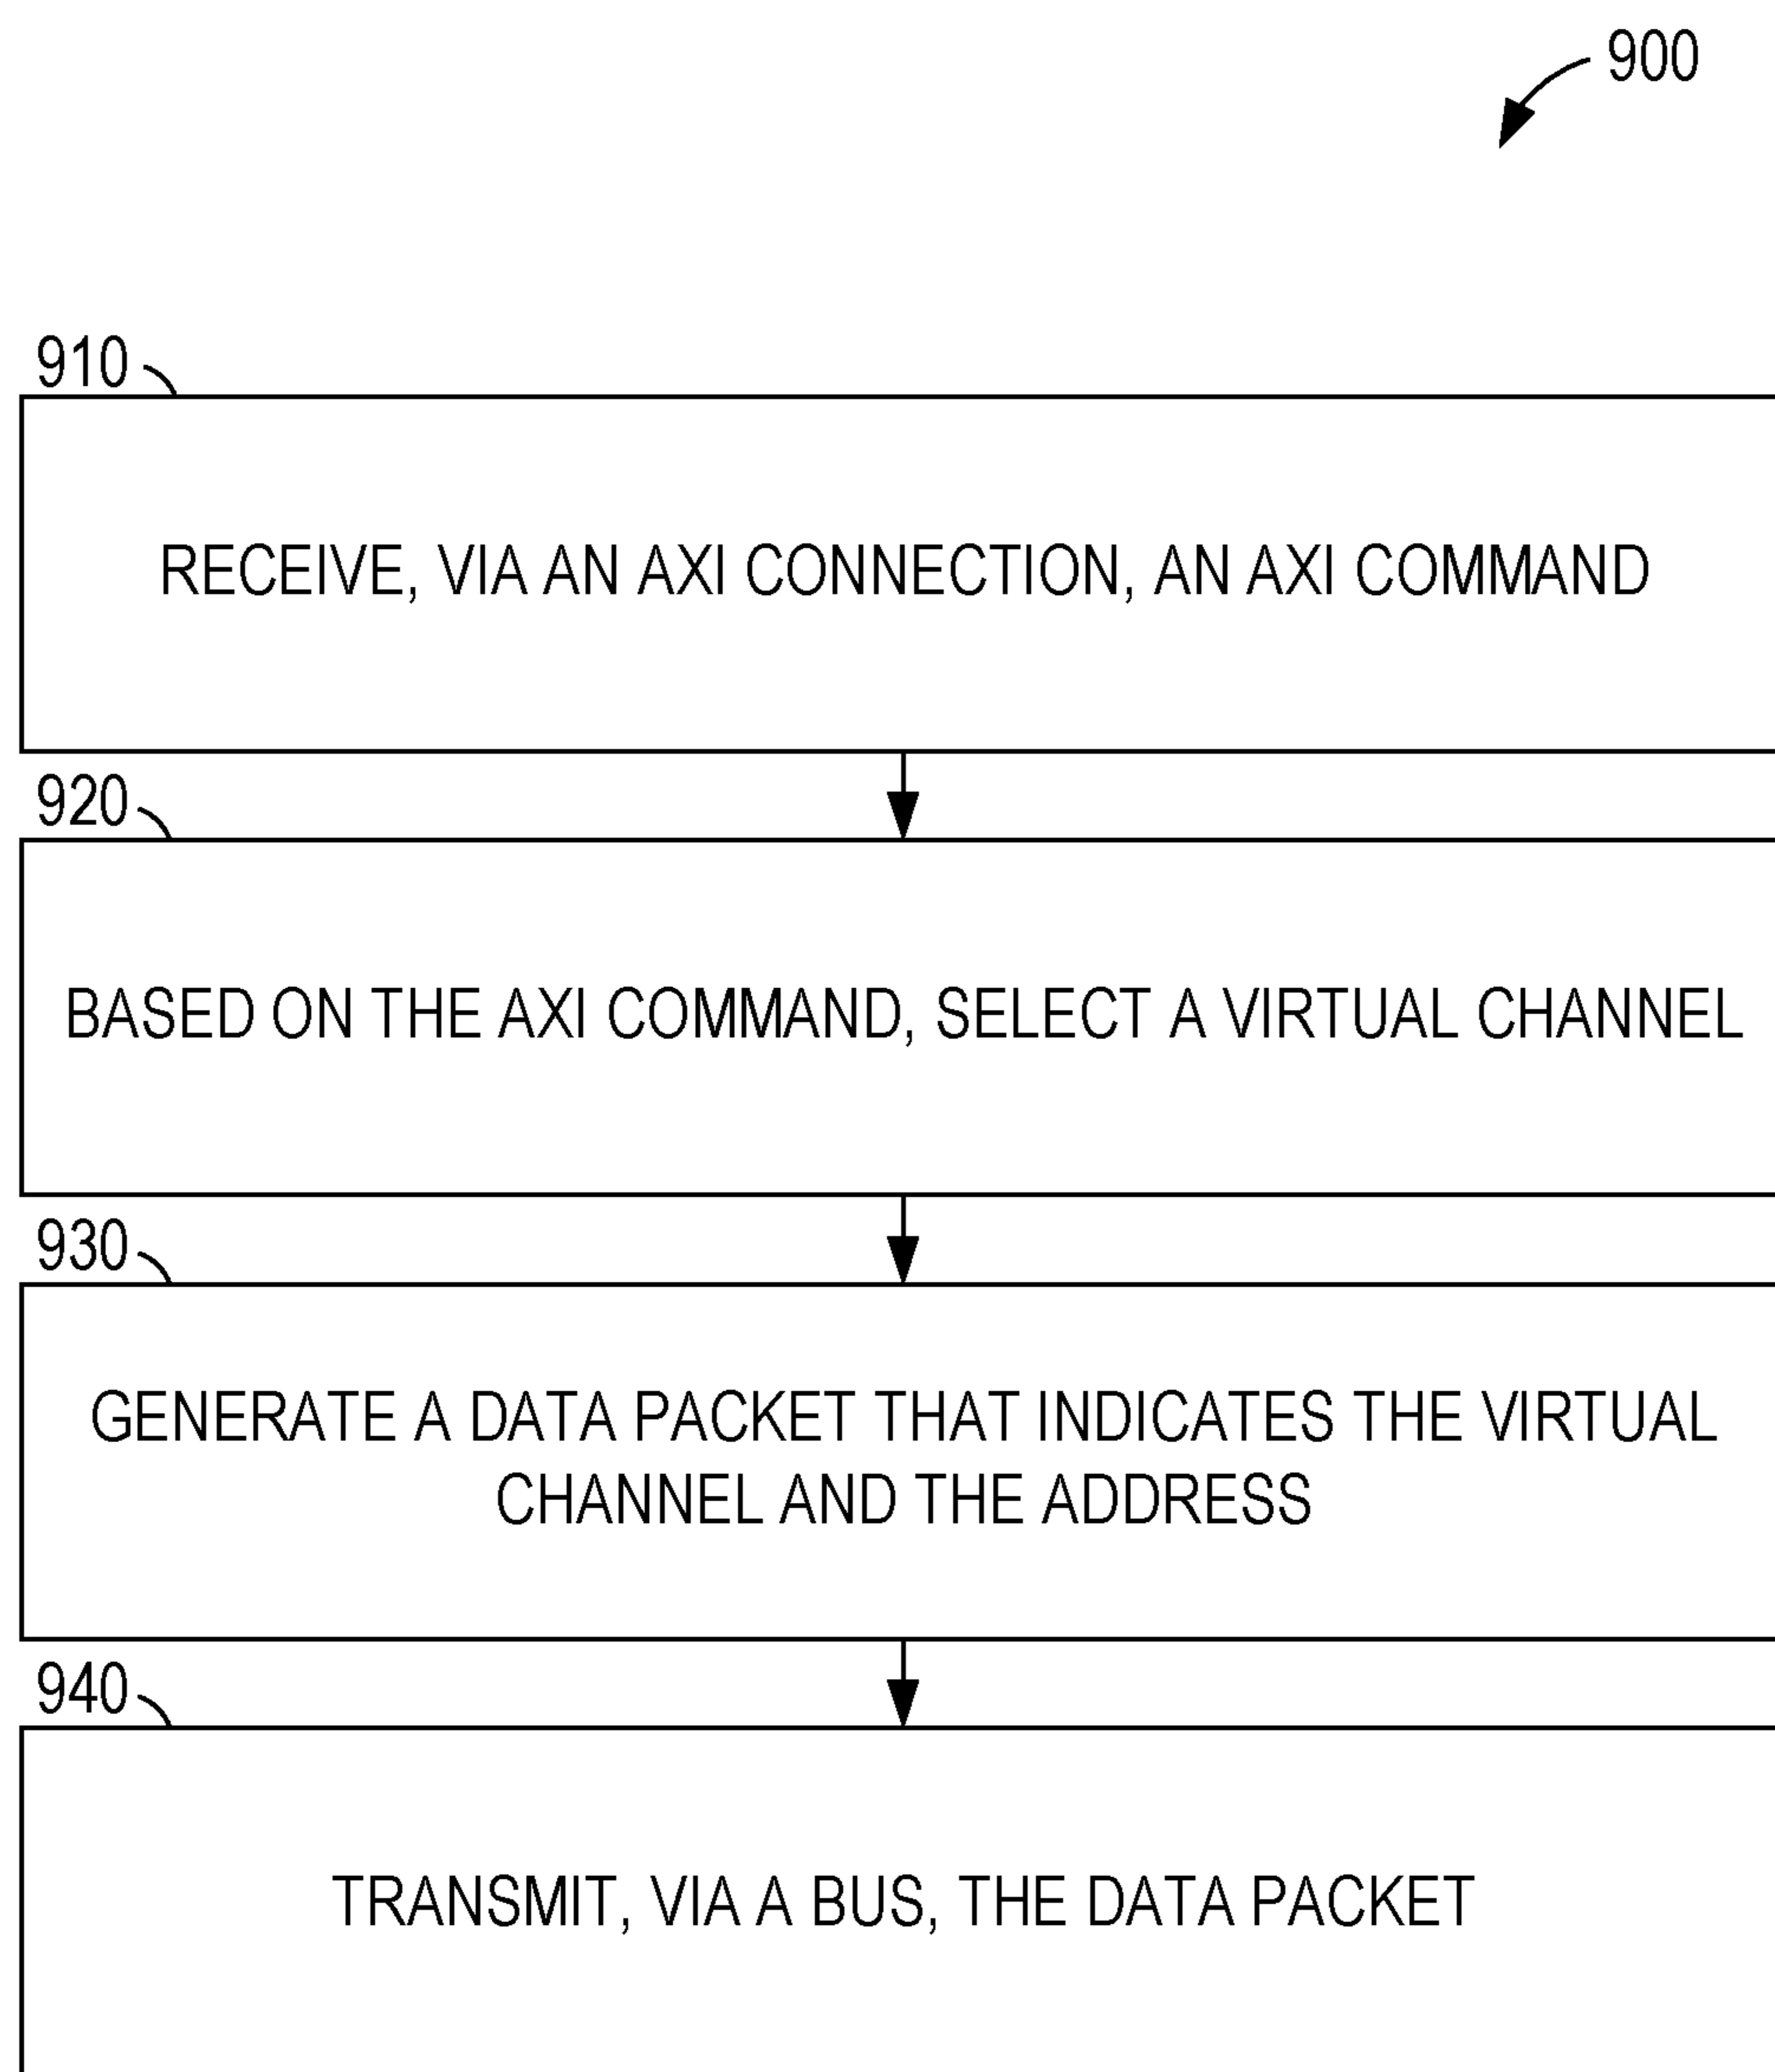 900
910
RECEIVE, VIA AN AXI CONNECTION, AN AXI COMMAND
920
BASED ON THE AXI COMMAND, SELECT A VIRTUAL CHANNEL
930
GENERATE A DATA PACKET THAT INDICATES THE VIRTUAL
CHANNEL AND THE ADDRESS
940
TRANSMIT, VIA A BUS, THE DATA PACKET